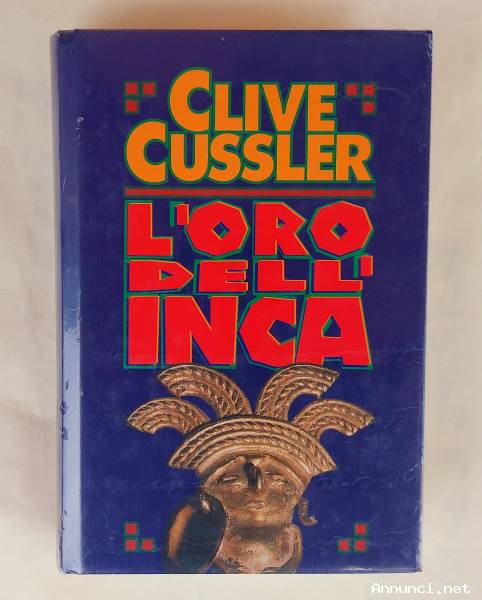 CLIVE
CUSSLER
L'ORO
DELL'
INCA
Annunci.net